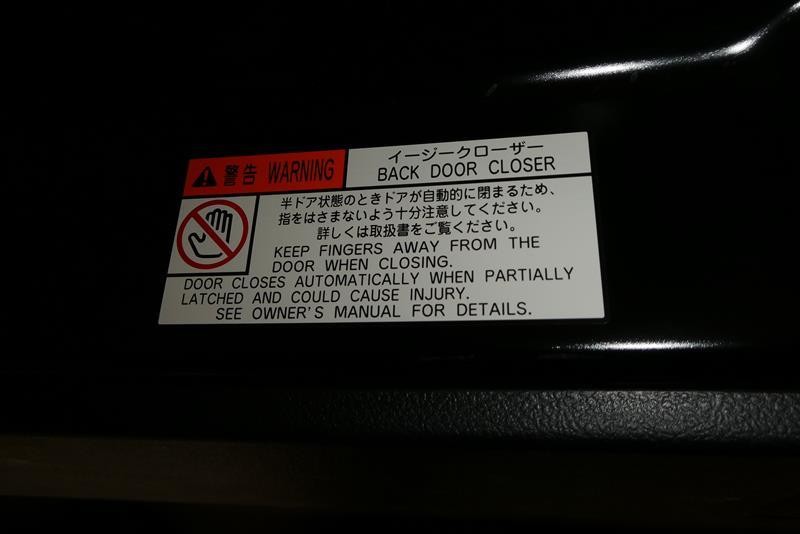 警告 WARNING
イージークローザー
BACK DOOR CLOSER
半ドア状態のときドアが自動的に閉まるため、
指をはさまないよう十分注意してください。
詳しくは取扱書をご覧ください。
KEEP FINGERS AWAY FROM THE
DOOR WHEN CLOSING.
DOOR CLOSES AUTOMATICALLY WHEN PARTIALLY
LATCHED AND COULD CAUSE INJURY.
SEE OWNER'S MANUAL FOR DETAILS.